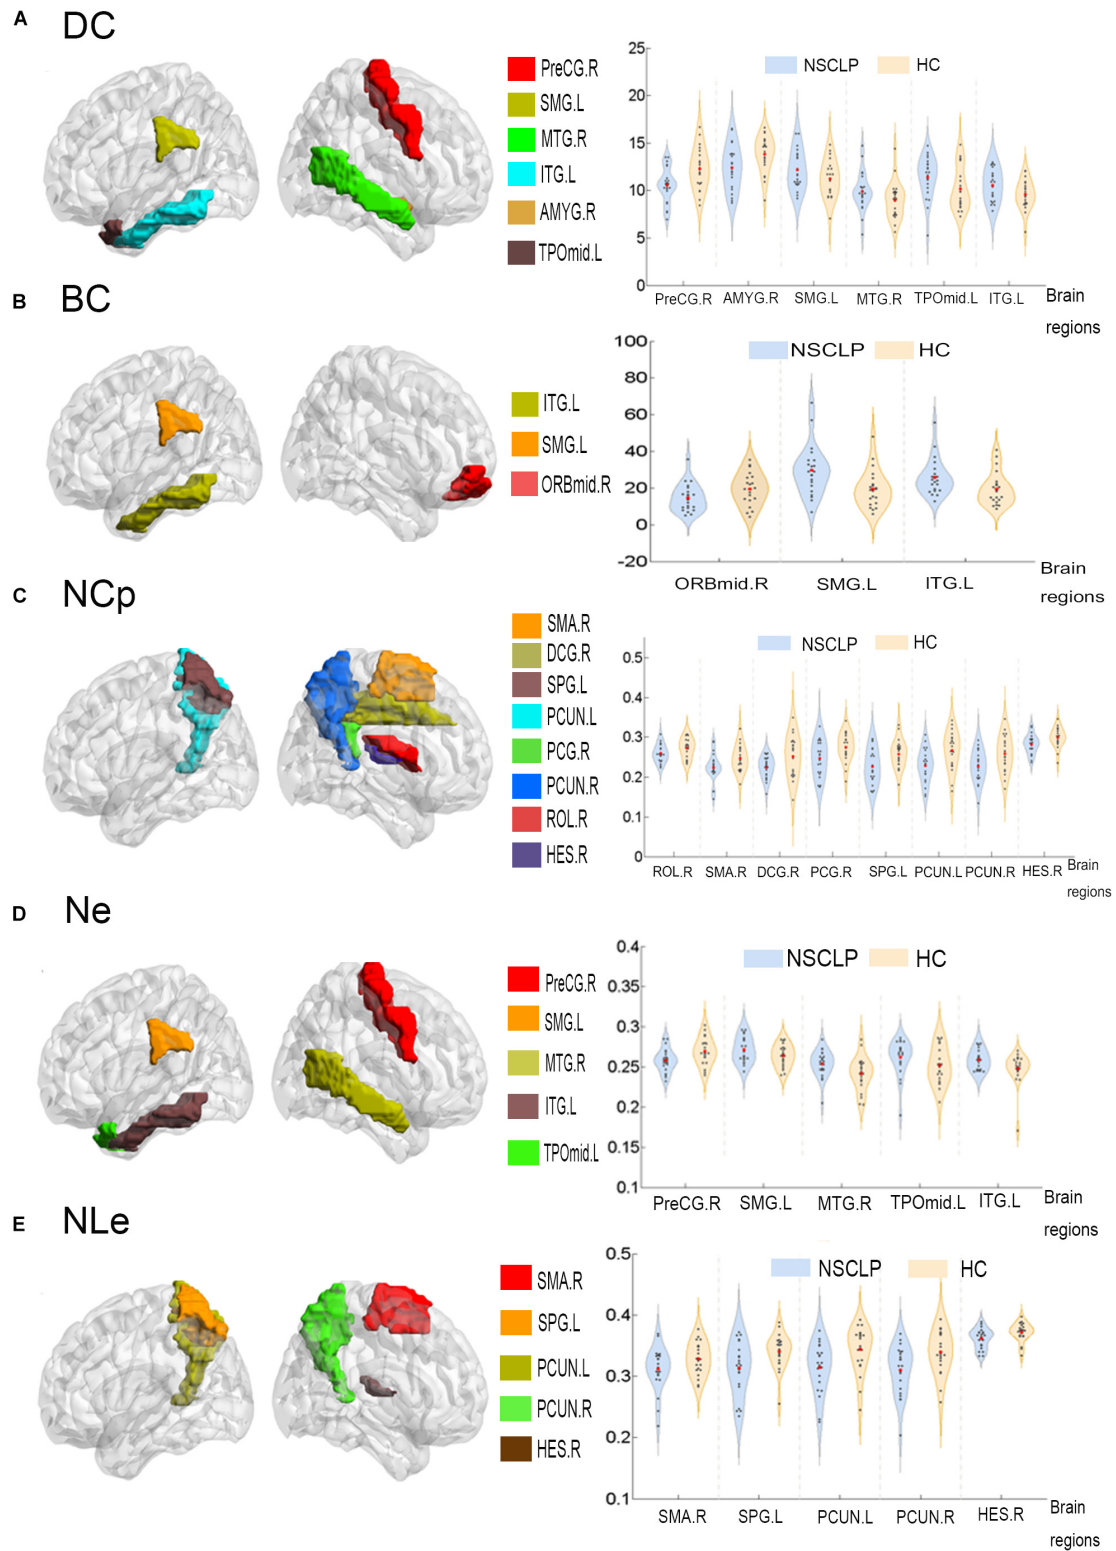 A DC
PreCG.R
SMG.L
MTG.R
ITG.L
AMYG.R
TPOmid.L
NSCLP HC
25
20
15
10
5
0
PreCG.R AMYG.R SMG.L MTG.R TPOmid.L ITG.L
Brain
regions
B BC
ITG.L
SMG.L
ORBmid.R
NSCLP HC
100
80
60
40
20
0
-20
ORBmid.R SMG.L ITG.L
Brain
regions
C NCp
SMA.R
DCG.R
SPG.L
PCUN.L
PCG.R
PCUN.R
ROL.R
HES.R
NSCLP HC
0.5
0.4
0.3
0.2
0.1
0
ROL.R SMA.R DCG.R PCG.R SPG.L PCUN.L PCUN.R HES.R
Brain
regions
D Ne
PreCG.R
SMG.L
MTG.R
ITG.L
TPOmid.L
NSCLP HC
0.4
0.35
0.3
0.25
0.2
0.15
0.1
PreCG.R SMG.L MTG.R TPOmid.L ITG.L
Brain
regions
E NLe
SMA.R
SPG.L
PCUN.L
PCUN.R
HES.R
NSCLP HC
0.5
0.4
0.3
0.2
0.1
SMA.R SPG.L PCUN.L PCUN.R HES.R
Brain
regions